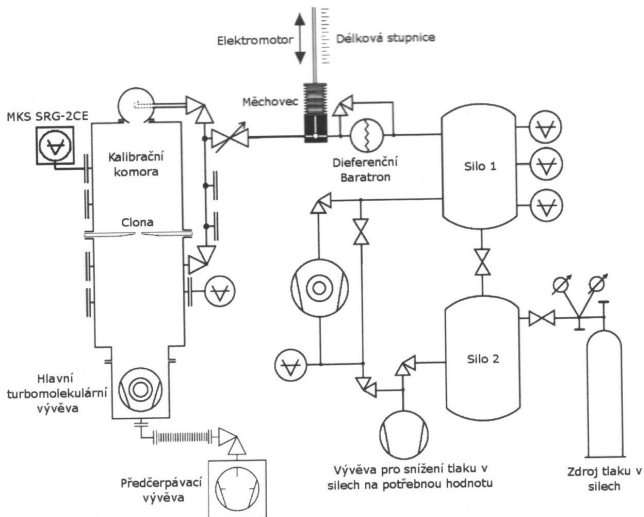 Elektromotor
Délková stupnice
Měchovec
MKS SRG-2CE
Kalibrační
komora
Dieferenční
Baratron
Silo 1
Clona
Silo 2
Hlavní
turbomolekulární
vývěva
Předčerpávací
vývěva
Vývěva pro snížení tlaku v
silech na potřebnou hodnotu
Zdroj tlaku v
silech